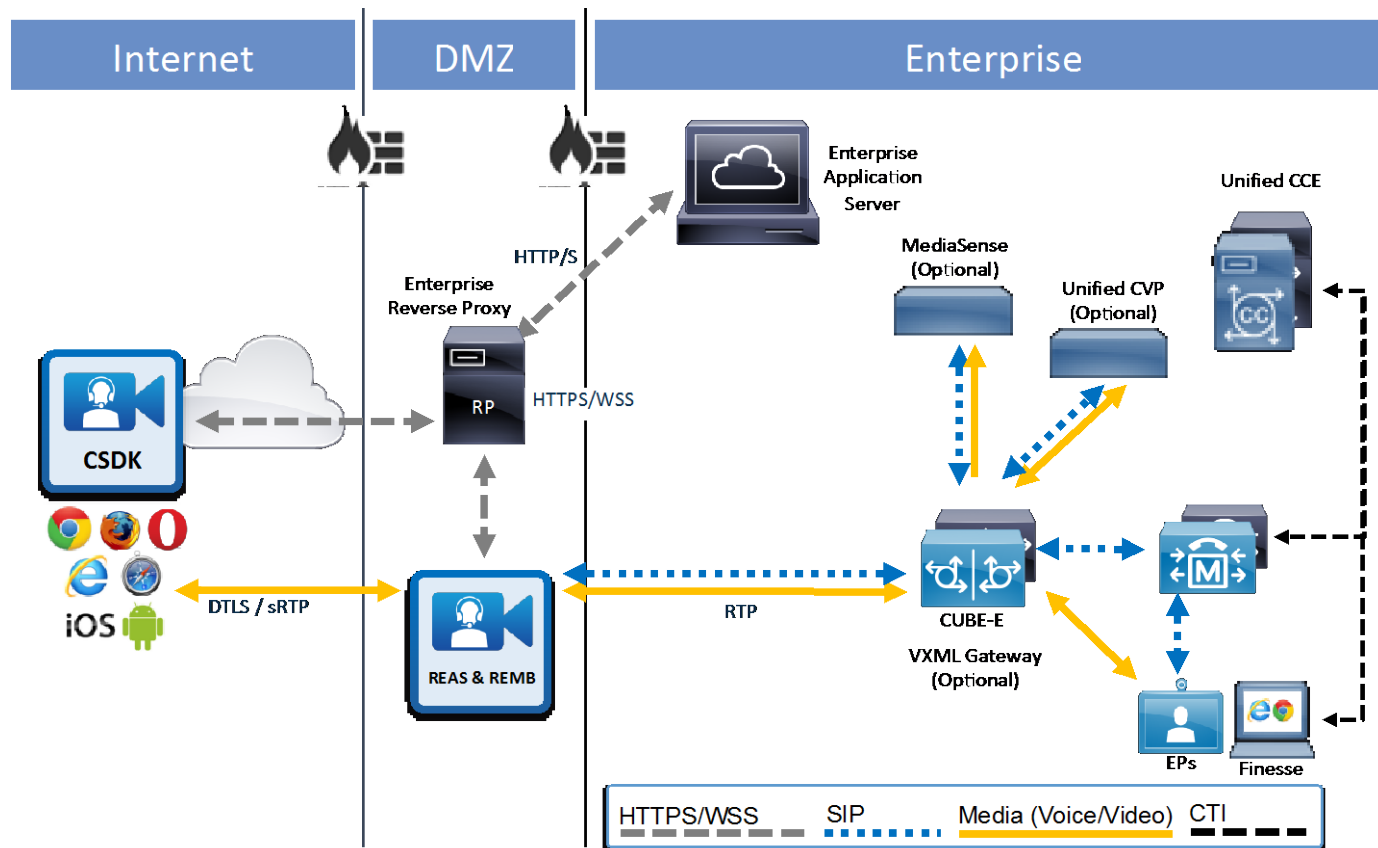 Internet
DMZ
Enterprise
Enterprise
Application
Server
Unified CCE
HTTP/S
MediaSense
(Optional)
Enterprise
Reverse Proxy
Unified CVP
(Optional)
CC
RP
HTTPS/WSS
CSDK
iOS
DTLS / sRTP
REAS & REMB
RTP
CUBE-E
VXML Gateway
(Optional)
M
EPs
Finesse
HTTPS/WSS
SIP
Media (Voice/Video)
CTI